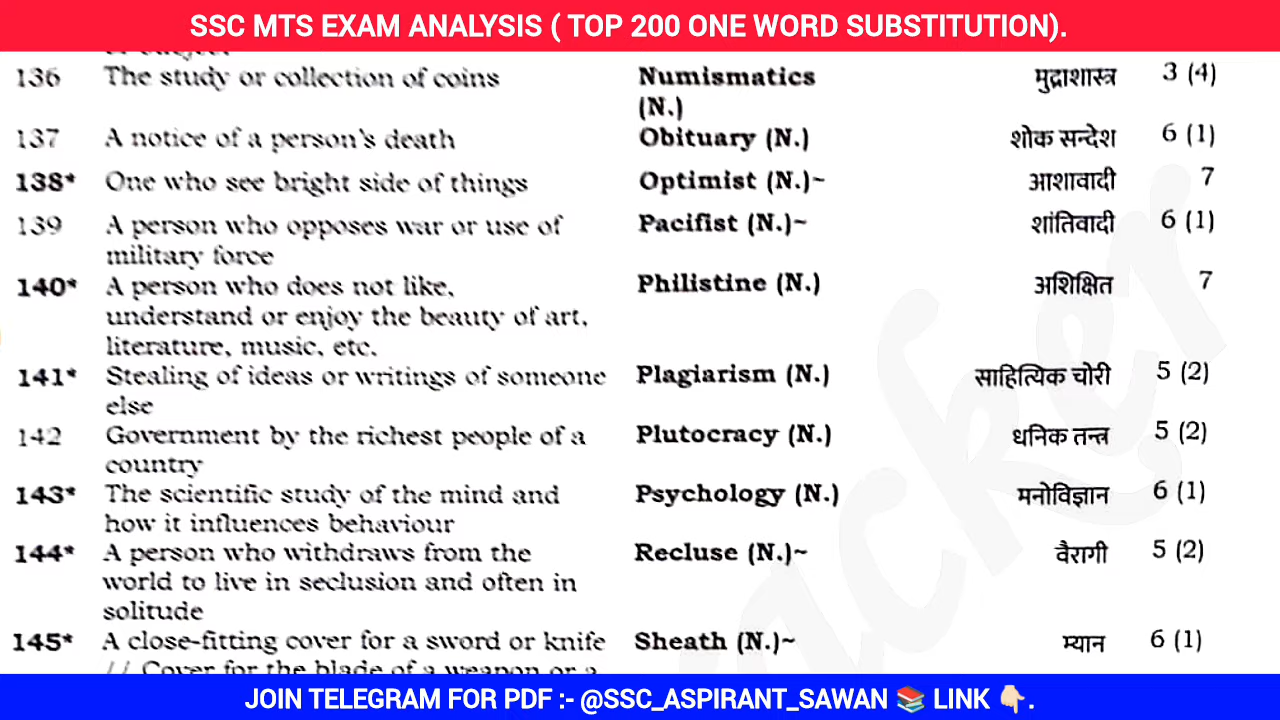 SSC MTS EXAM ANALYSIS ( TOP 200 ONE WORD SUBSTITUTION).
136 The study or collection of coins Numismatics (N.) मुद्राशास्त्र 3 (4)
137 A notice of a person's death Obituary (N.) शोक सन्देश 6 (1)
138* One who see bright side of things Optimist (N.)~ आशावादी 7
139 A person who opposes war or use of military force Pacifist (N.)~ शांतिवादी 6 (1)
140* A person who does not like, understand or enjoy the beauty of art, literature, music, etc. Philistine (N.) अशिक्षित 7
141* Stealing of ideas or writings of someone else Plagiarism (N.) साहित्यिक चोरी 5 (2)
142 Government by the richest people of a country Plutocracy (N.) धनिक तन्त्र 5 (2)
143* The scientific study of the mind and how it influences behaviour Psychology (N.) मनोविज्ञान 6 (1)
144* A person who withdraws from the world to live in seclusion and often in solitude Recluse (N.)~ वैरागी 5 (2)
145* A close-fitting cover for a sword or knife Sheath (N.)~ म्यान 6 (1)
// Cover for the blade of a weapon or a
JOIN TELEGRAM FOR PDF :- @SSC_ASPIRANT_SAWAN 📚 LINK 👇🏻.